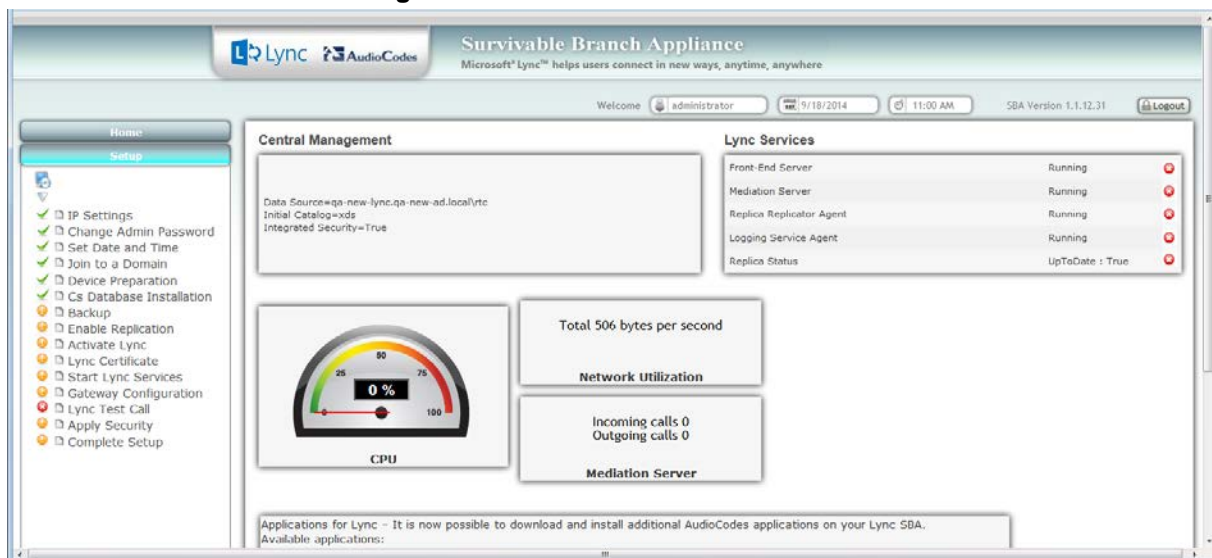 Lync AudioCodes
Survivable Branch Appliance
Microsoft® Lync™ helps users connect in new ways, anytime, anywhere
Welcome administrator 9/18/2014 11:00 AM SBA Version 1.1.12.31 Logout
Home
Setup
IP Settings
Change Admin Password
Set Date and Time
Join to a Domain
Device Preparation
Cs Database Installation
Backup
Enable Replication
Activate Lync
Lync Certificate
Start Lync Services
Gateway Configuration
Lync Test Call
Apply Security
Complete Setup
Central Management
Data Source=qa-new-lync.qa-new-ad.local\rtc
Initial Catalog=xds
Integrated Security=True
Lync Services
Front-End Server Running
Mediation Server Running
Replica Replicator Agent Running
Logging Service Agent Running
Replica Status UpToDate : True
0 25 50 75 100
0 %
CPU
Total 506 bytes per second
Network Utilization
Incoming calls 0
Outgoing calls 0
Mediation Server
Applications for Lync - It is now possible to download and install additional AudioCodes applications on your Lync SBA.
Available applications: